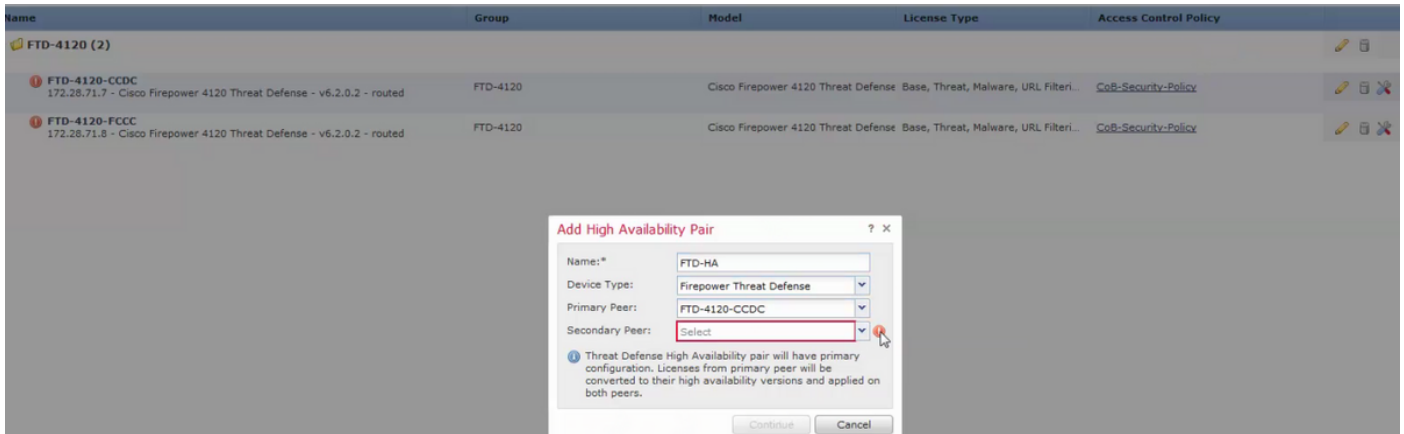 Name Group Model License Type Access Control Policy
FTD-4120 (2)
FTD-4120-CCDC
172.28.71.7 - Cisco Firepower 4120 Threat Defense - v6.2.0.2 - routed
FTD-4120
Cisco Firepower 4120 Threat Defense
Base, Threat, Malware, URL Filteri...
CoB-Security-Policy
FTD-4120-FCCC
172.28.71.8 - Cisco Firepower 4120 Threat Defense - v6.2.0.2 - routed
FTD-4120
Cisco Firepower 4120 Threat Defense
Base, Threat, Malware, URL Filteri...
CoB-Security-Policy
Add High Availability Pair ? X
Name:* FTD-HA
Device Type: Firepower Threat Defense
Primary Peer: FTD-4120-CCDC
Secondary Peer: Select
Threat Defense High Availability pair will have primary
configuration. Licenses from primary peer will be
converted to their high availability versions and applied on
both peers.
Continue Cancel